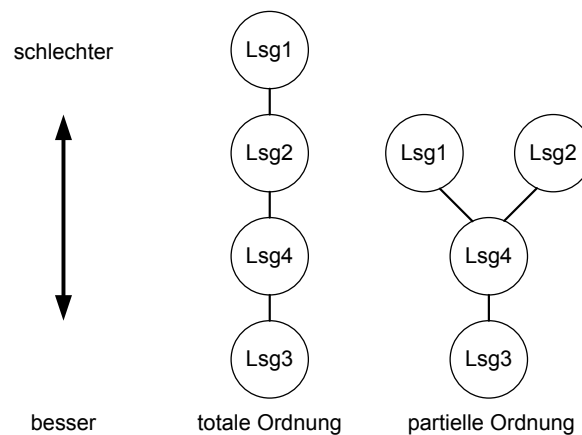 schlechter
Lsg1
Lsg2
Lsg1
Lsg2
Lsg4
Lsg4
Lsg3
Lsg3
besser
totale Ordnung
partielle Ordnung